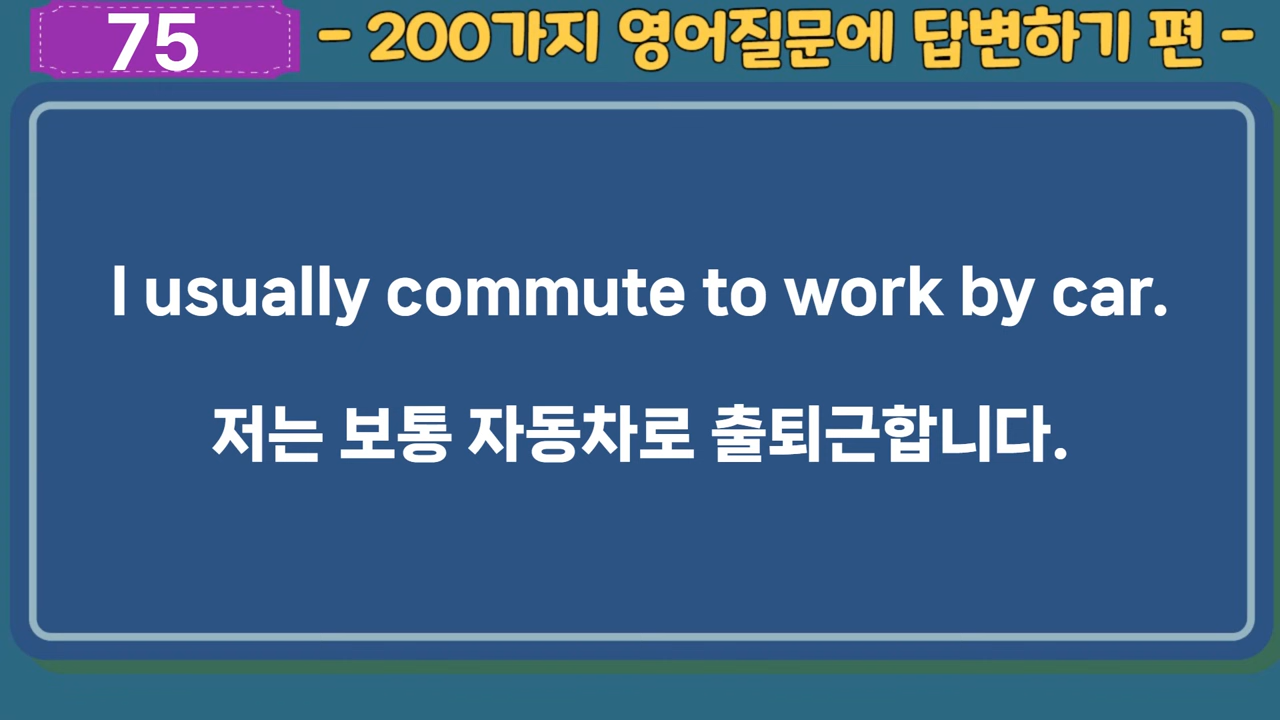 75
- 200가지 영어질문에 답변하기 편 -
I usually commute to work by car.
저는 보통 자동차로 출퇴근합니다.